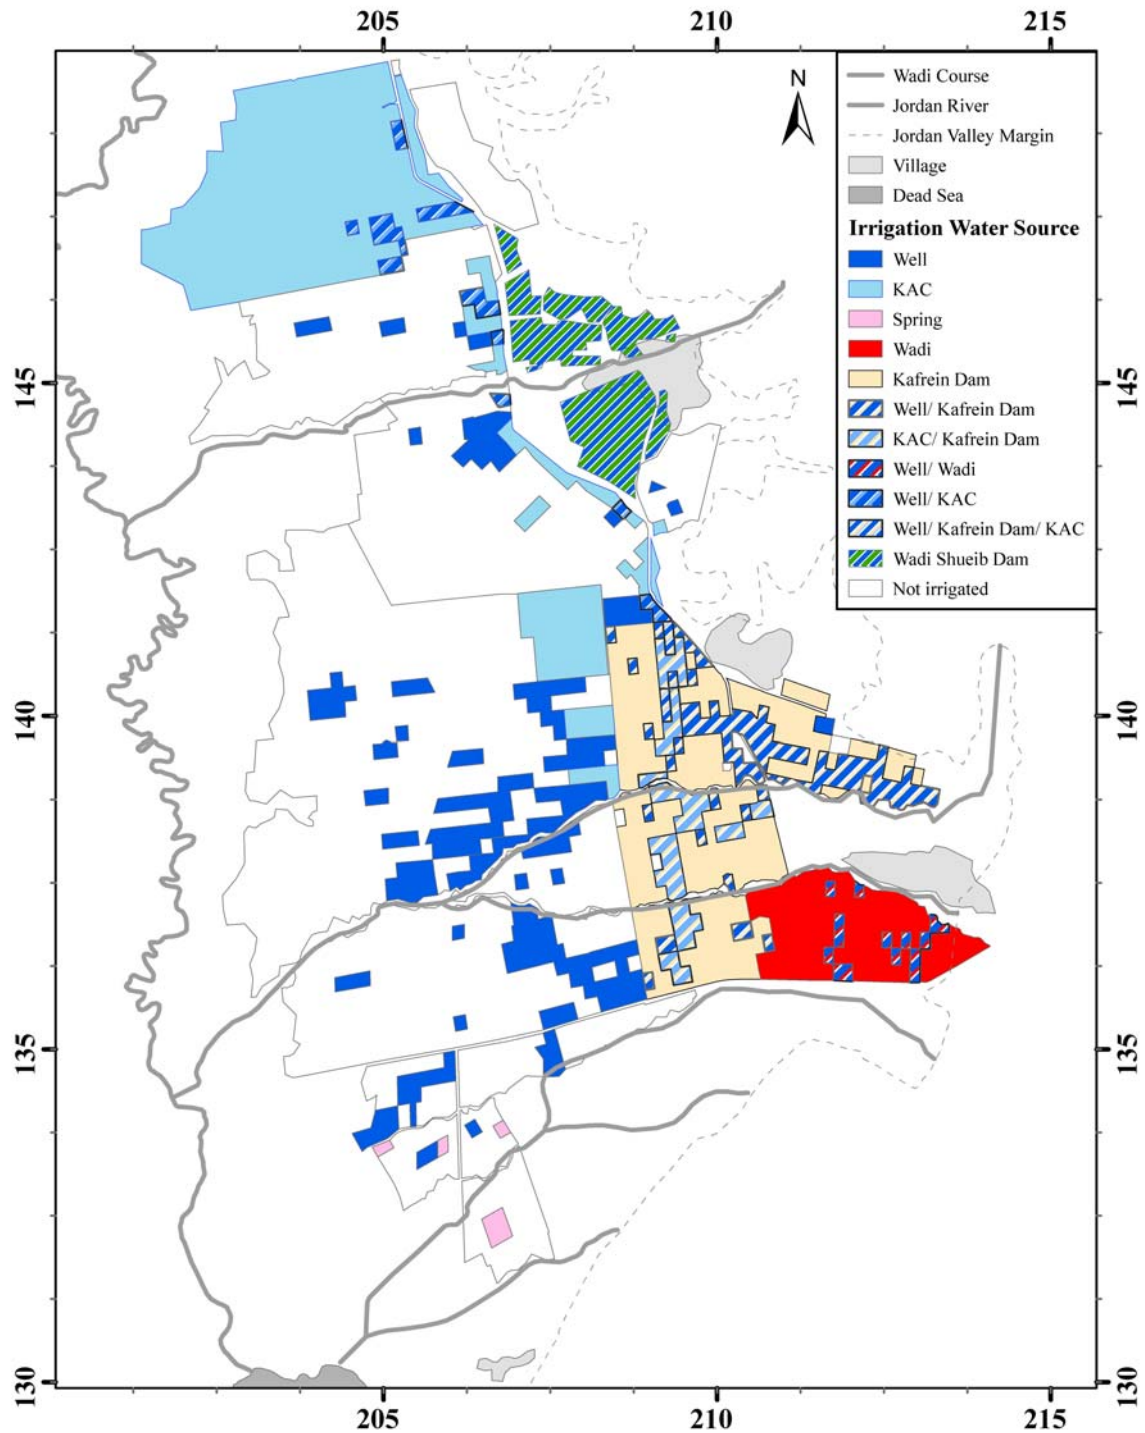 205 210 215
N
Wadi Course
Jordan River
Jordan Valley Margin
Village
Dead Sea
Irrigation Water Source
Well
KAC
Spring
Wadi
Kafrein Dam
Well/ Kafrein Dam
KAC/ Kafrein Dam
Well/ Wadi
Well/ KAC
Well/ Kafrein Dam/ KAC
Wadi Shueib Dam
Not irrigated
145 145
140 140
135 135
130 130
205 210 215